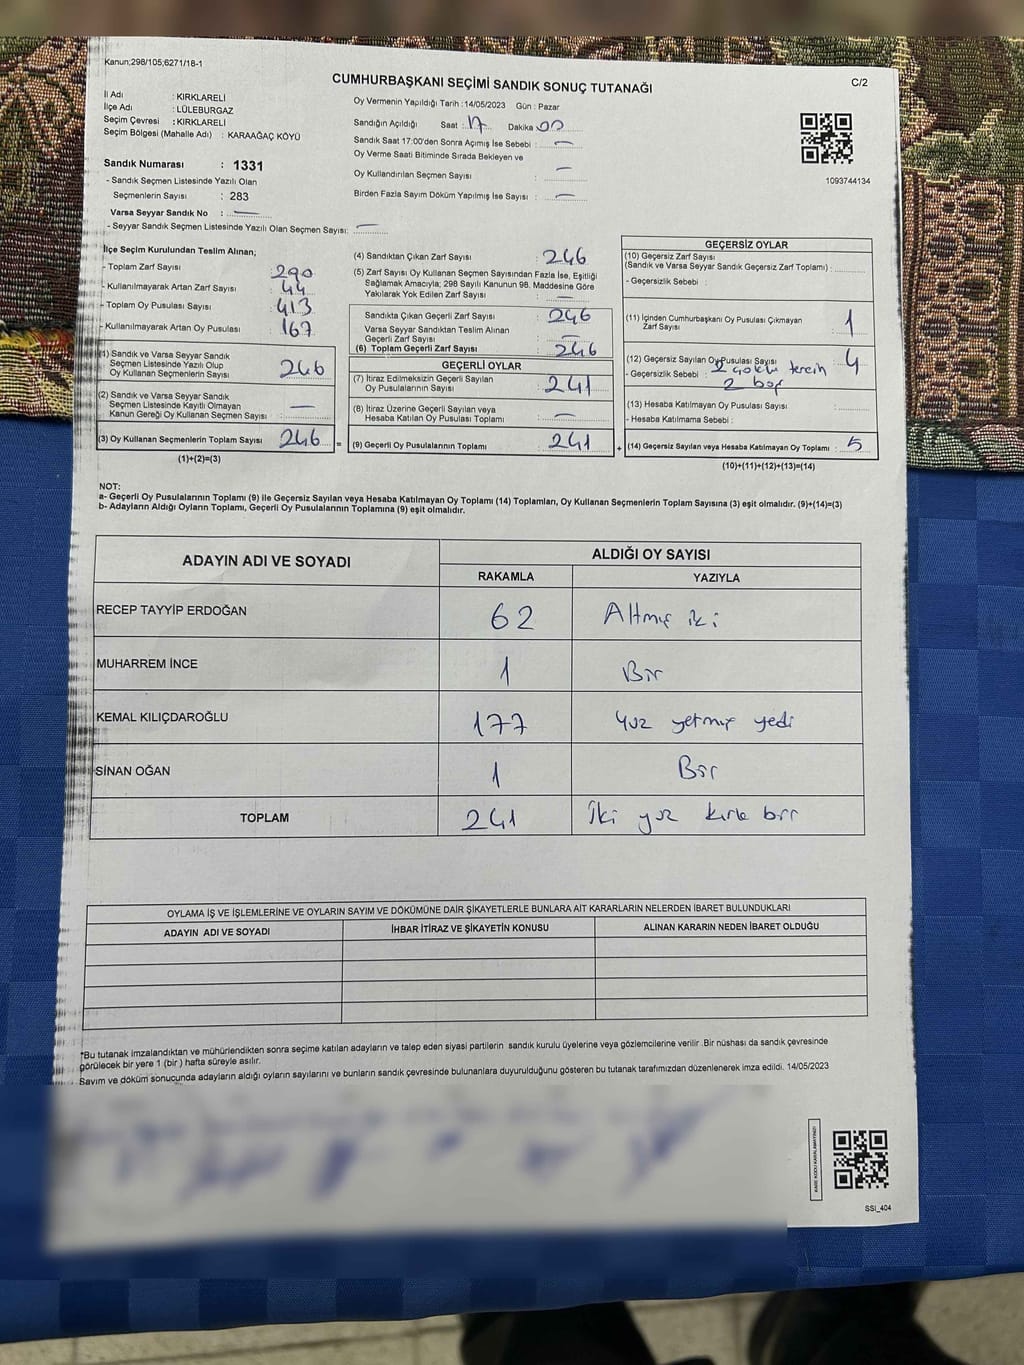 Kanun;298/105,6271/18-1
CUMHURBAŞKANI SEÇİMİ SANDIK SONUÇ TUTANAĞI
C/2
İl Adı : KIRKLARELİ
İlçe Adı : LÜLEBURGAZ
Seçim Çevresi : KIRKLARELİ
Seçim Bölgesi (Mahalle Adı) : KARAAĞAÇ KÖYÜ
Sandık Numarası : 1331
- Sandık Seçmen Listesinde Yazılı Olan
Seçmenlerin Sayısı : 283
Varsa Seyyar Sandık No : —
- Seyyar Sandık Seçmen Listesinde Yazılı Olan Seçmen Sayısı: —
Oy Vermenin Yapıldığı Tarih :14/05/2023 Gün : Pazar
Sandığın Açıldığı Saat : 17 Dakika 00
Sandık Saat 17:00'den Sonra Açımış İse Sebebi : —
Oy Verme Saati Bitiminde Sırada Bekleyen ve
Oy Kullandırılan Seçmen Sayısı : —
Birden Fazla Sayım Döküm Yapılmış İse Sayısı : —
1093744134
İlçe Seçim Kurulundan Teslim Alınan;
- Toplam Zarf Sayısı 290
- Kullanılmayarak Artan Zarf Sayısı : 44
- Toplam Oy Pusulası Sayısı : 413
- Kullanılmayarak Artan Oy Pusulası : 167
(1) Sandık ve Varsa Seyyar Sandık
Seçmen Listesinde Yazılı Olup
Oy Kullanan Seçmenlerin Sayısı : 246
(2) Sandık ve Varsa Seyyar Sandık
Seçmen Listesinde Kayıtlı Olmayan
Kanun Gereği Oy Kullanan Seçmen Sayısı : —
(3) Oy Kullanan Seçmenlerin Toplam Sayısı : 246 =
(1)+(2)=(3)
(4) Sandıktan Çıkan Zarf Sayısı : 246
(5) Zarf Sayısı Oy Kullanan Seçmen Sayısından Fazla İse, Eşitliği
Sağlamak Amacıyla; 298 Sayılı Kanunun 98. Maddesine Göre
Yakılarak Yok Edilen Zarf Sayısı : —
Sandıkta Çıkan Geçerli Zarf Sayısı : 246
Varsa Seyyar Sandıktan Teslim Alınan
Geçerli Zarf Sayısı : —
(6) Toplam Geçerli Zarf Sayısı : 246
GEÇERLİ OYLAR
(7) İtiraz Edilmeksizin Geçerli Sayılan
Oy Pusulalarının Sayısı : 241
(8) İtiraz Üzerine Geçerli Sayılan veya
Hesaba Katılan Oy Pusulası Toplamı : —
(9) Geçerli Oy Pusulalarının Toplamı : 241 +
GEÇERSİZ OYLAR
(10) Geçersiz Zarf Sayısı
(Sandık ve Varsa Seyyar Sandık Geçersiz Zarf Toplamı) :
- Geçersizlik Sebebi :
(11) İçinden Cumhurbaşkanı Oy Pusulası Çıkmayan
Zarf Sayısı : 1
(12) Geçersiz Sayılan Oy Pusulası Sayısı : 4
- Geçersizlik Sebebi : 2 çoklu tercih
2 boş
(13) Hesaba Katılmayan Oy Pusulası Sayısı :
- Hesaba Katılmama Sebebi :
(14) Geçersiz Sayılan veya Hesaba Katılmayan Oy Toplamı : 5
(10)+(11)+(12)+(13)=(14)
NOT:
a- Geçerli Oy Pusulalarının Toplamı (9) ile Geçersiz Sayılan veya Hesaba Katılmayan Oy Toplamı (14) Toplamları, Oy Kullanan Seçmenlerin Toplam Sayısına (3) eşit olmalıdır. (9)+(14)=(3)
b- Adayların Aldığı Oyların Toplamı, Geçerli Oy Pusulalarının Toplamına (9) eşit olmalıdır.
ADAYIN ADI VE SOYADI ALDIĞI OY SAYISI
RAKAMLA YAZIYLA
RECEP TAYYİP ERDOĞAN 62 Altmış iki
MUHARREM İNCE 1 Bir
KEMAL KILIÇDAROĞLU 177 Yüz yetmiş yedi
SİNAN OĞAN 1 Bir
TOPLAM 241 İki yüz kırk bir
OYLAMA İŞ VE İŞLEMLERİNE VE OYLARIN SAYIM VE DÖKÜMÜNE DAİR ŞİKAYETLERLE BUNLARA AİT KARARLARIN NELERDEN İBARET BULUNDUKLARI
ADAYIN ADI VE SOYADI İHBAR İTİRAZ VE ŞİKAYETİN KONUSU ALINAN KARARIN NEDEN İBARET OLDUĞU
*Bu tutanak imzalandıktan ve mühürlendikten sonra seçime katılan adayların ve talep eden siyasi partilerin sandık kurulu üyelerine veya gözlemcilerine verilir .Bir nüshası da sandık çevresinde
görülecek bir yere 1 (bir ) hafta süreyle asılır.
Sayım ve döküm sonucunda adayların aldığı oyların sayılarını ve bunların sandık çevresinde bulunanlara duyurulduğunu gösteren bu tutanak tarafımızdan düzenlenerek imza edildi. 14/05/2023
KARE KODU KARALAMAYINIZ!
SSI_404